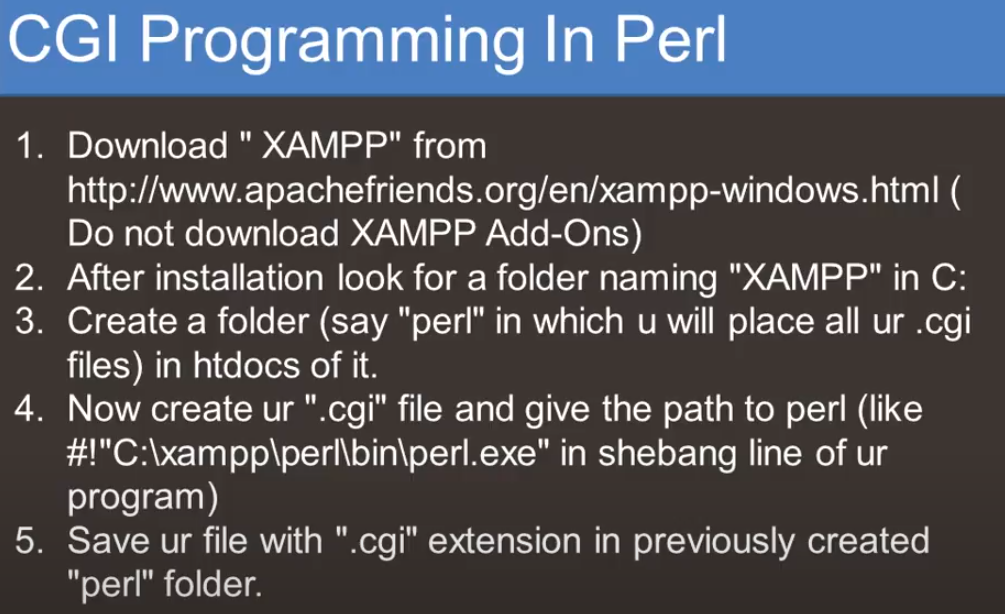 CGI Programming In Perl
1. Download " XAMPP" from
http://www.apachefriends.org/en/xampp-windows.html (
Do not download XAMPP Add-Ons)
2. After installation look for a folder naming "XAMPP" in C:
3. Create a folder (say "perl" in which u will place all ur .cgi
files) in htdocs of it.
4. Now create ur ".cgi" file and give the path to perl (like
#!"C:\xampp\perl\bin\perl.exe" in shebang line of ur
program)
5. Save ur file with ".cgi" extension in previously created
"perl" folder.